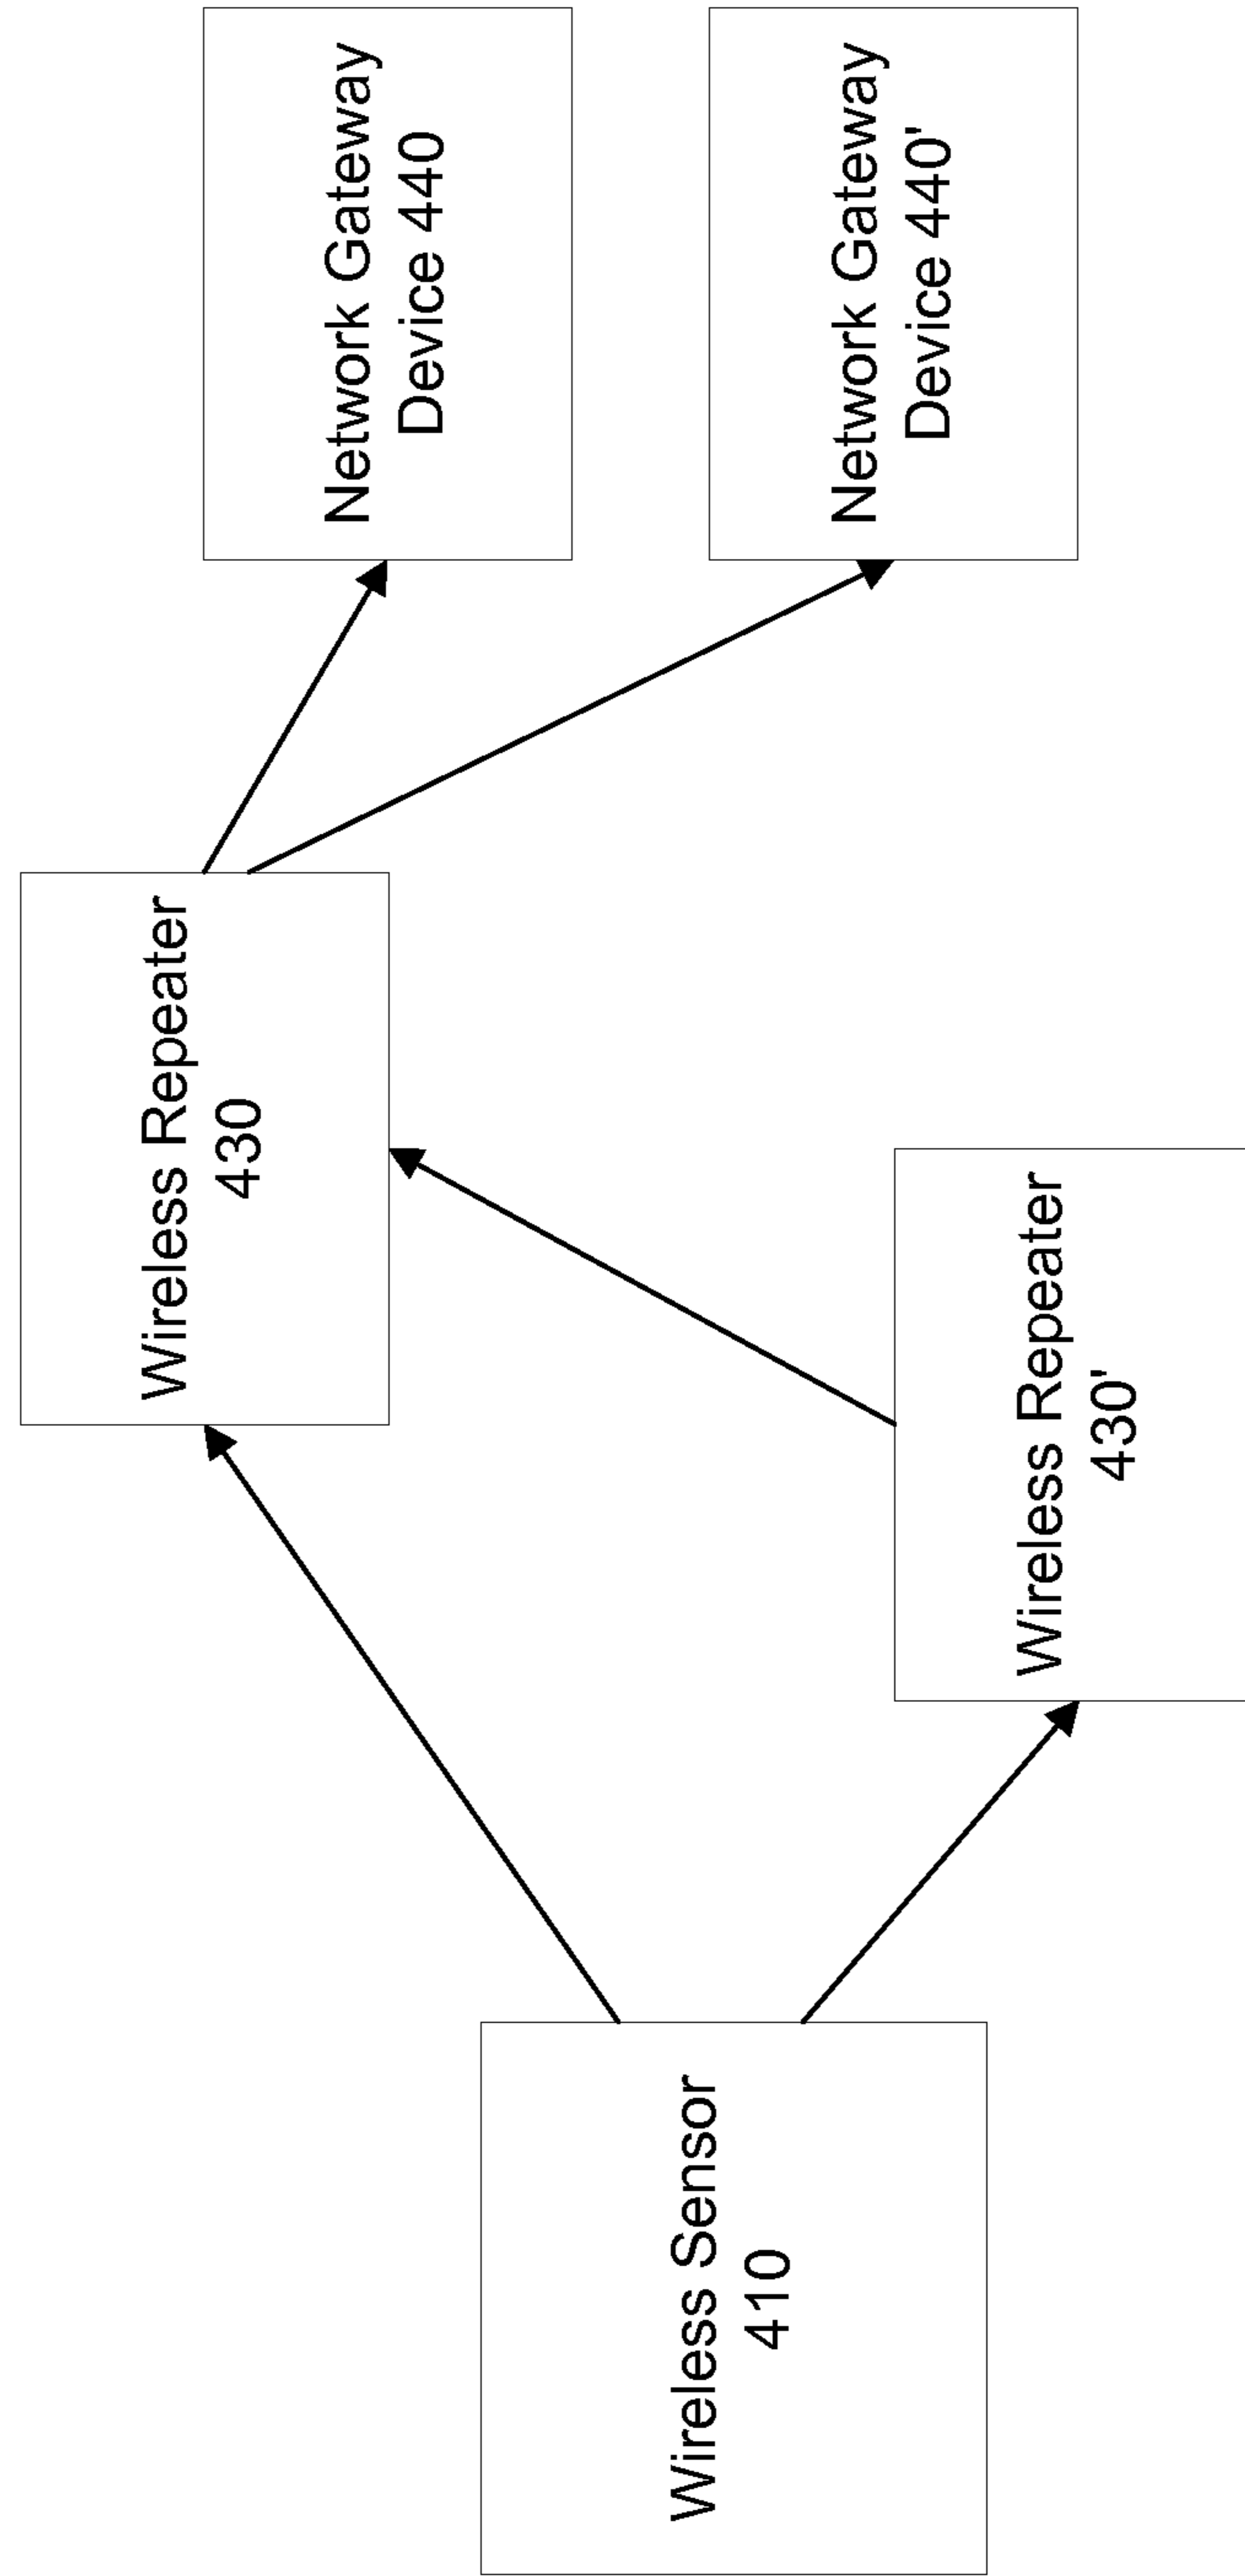 Wireless Sensor
410
Wireless Repeater
430
Wireless Repeater
430'
Network Gateway
Device 440
Network Gateway
Device 440'